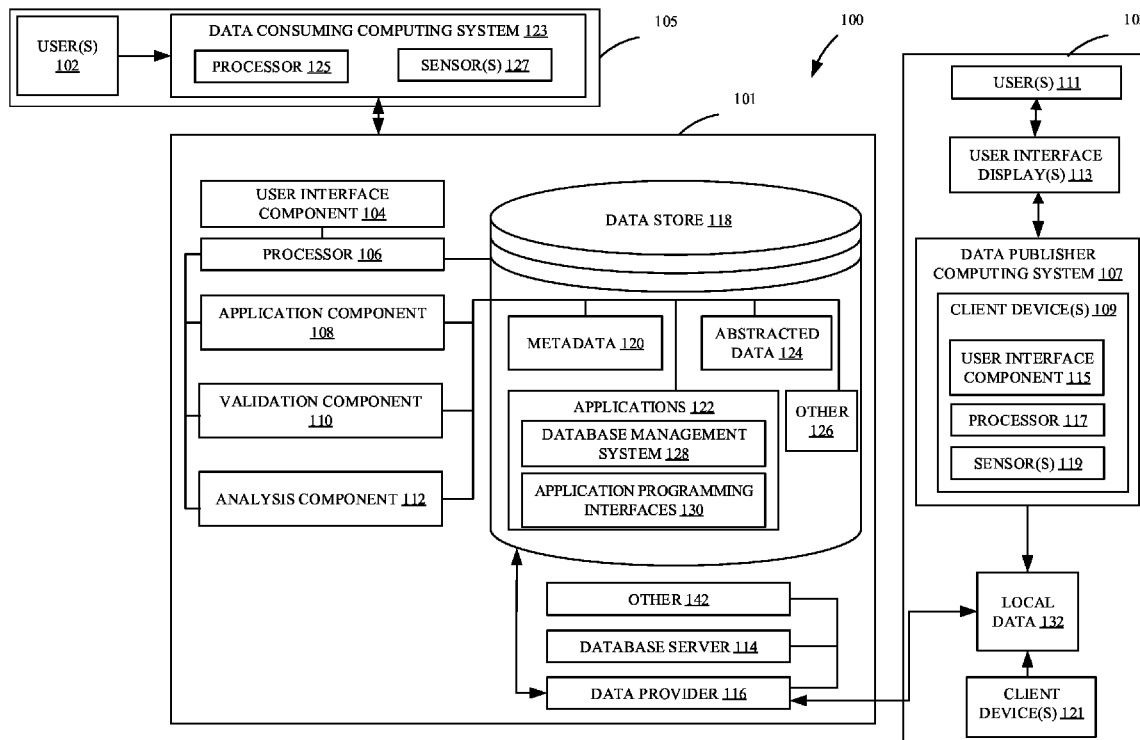 USER(S)
102
DATA CONSUMING COMPUTING SYSTEM 123
PROCESSOR 125
SENSOR(S) 127
105
100
101
USER INTERFACE
COMPONENT 104
PROCESSOR 106
APPLICATION COMPONENT
108
VALIDATION COMPONENT
110
ANALYSIS COMPONENT 112
DATA STORE 118
METADATA 120
ABSTRACTED
DATA 124
APPLICATIONS 122
DATABASE MANAGEMENT
SYSTEM 128
APPLICATION PROGRAMMING
INTERFACES 130
OTHER
126
OTHER 142
DATABASE SERVER 114
DATA PROVIDER 116
USER(S) 111
USER INTERFACE
DISPLAY(S) 113
DATA PUBLISHER
COMPUTING SYSTEM 107
CLIENT DEVICE(S) 109
USER INTERFACE
COMPONENT 115
PROCESSOR 117
SENSOR(S) 119
LOCAL
DATA 132
CLIENT
DEVICE(S) 121